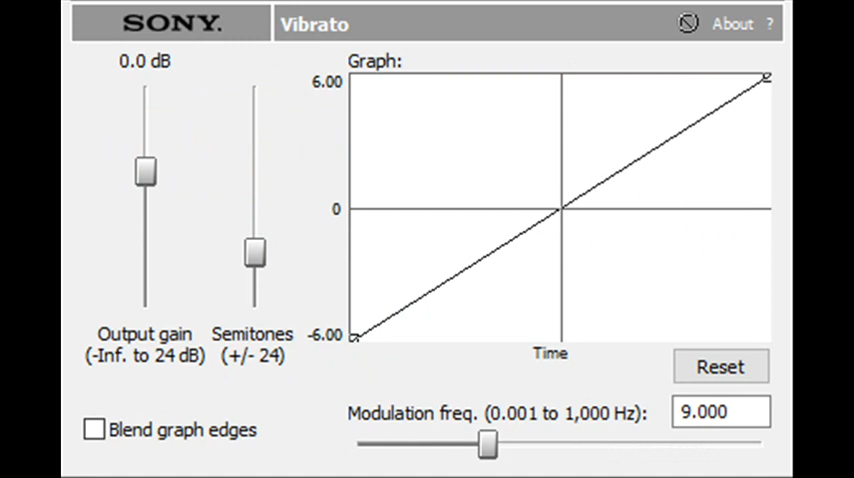 SONY.
Vibrato
About ?
0.0 dB
Graph:
6.00
0
-6.00
Output gain
(-Inf. to 24 dB)
Semitones
(+/- 24)
Time
Reset
Modulation freq. (0.001 to 1,000 Hz):
9.000
Blend graph edges